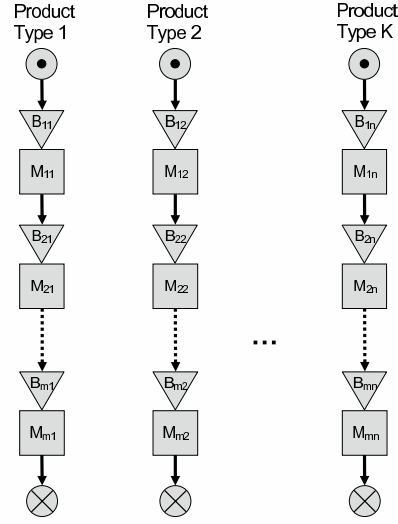 Product Type 1
Product Type 2
Product Type K
B11
B12
B1n
M11
M12
M1n
B21
B22
B2n
M21
M22
M2n
...
Bm1
Bm2
Bmn
Mm1
Mm2
Mmn